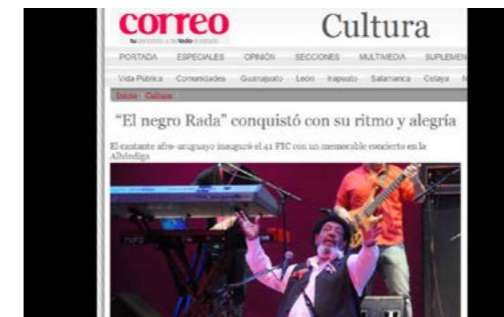 correo
Cultura
PORTADA ESPECIALES OPINIÓN SECCIONES MULTIMEDIA SUPLEMEN
Vida Pública Comunidades Guanajuato León Irapuato Salamanca Celaya
Inicio Cultura
“El negro Rada” conquistó con su ritmo y alegría
El cantante afro-uruguayo inauguró el 41 FIC con un memorable concierto en la
Alhóndiga